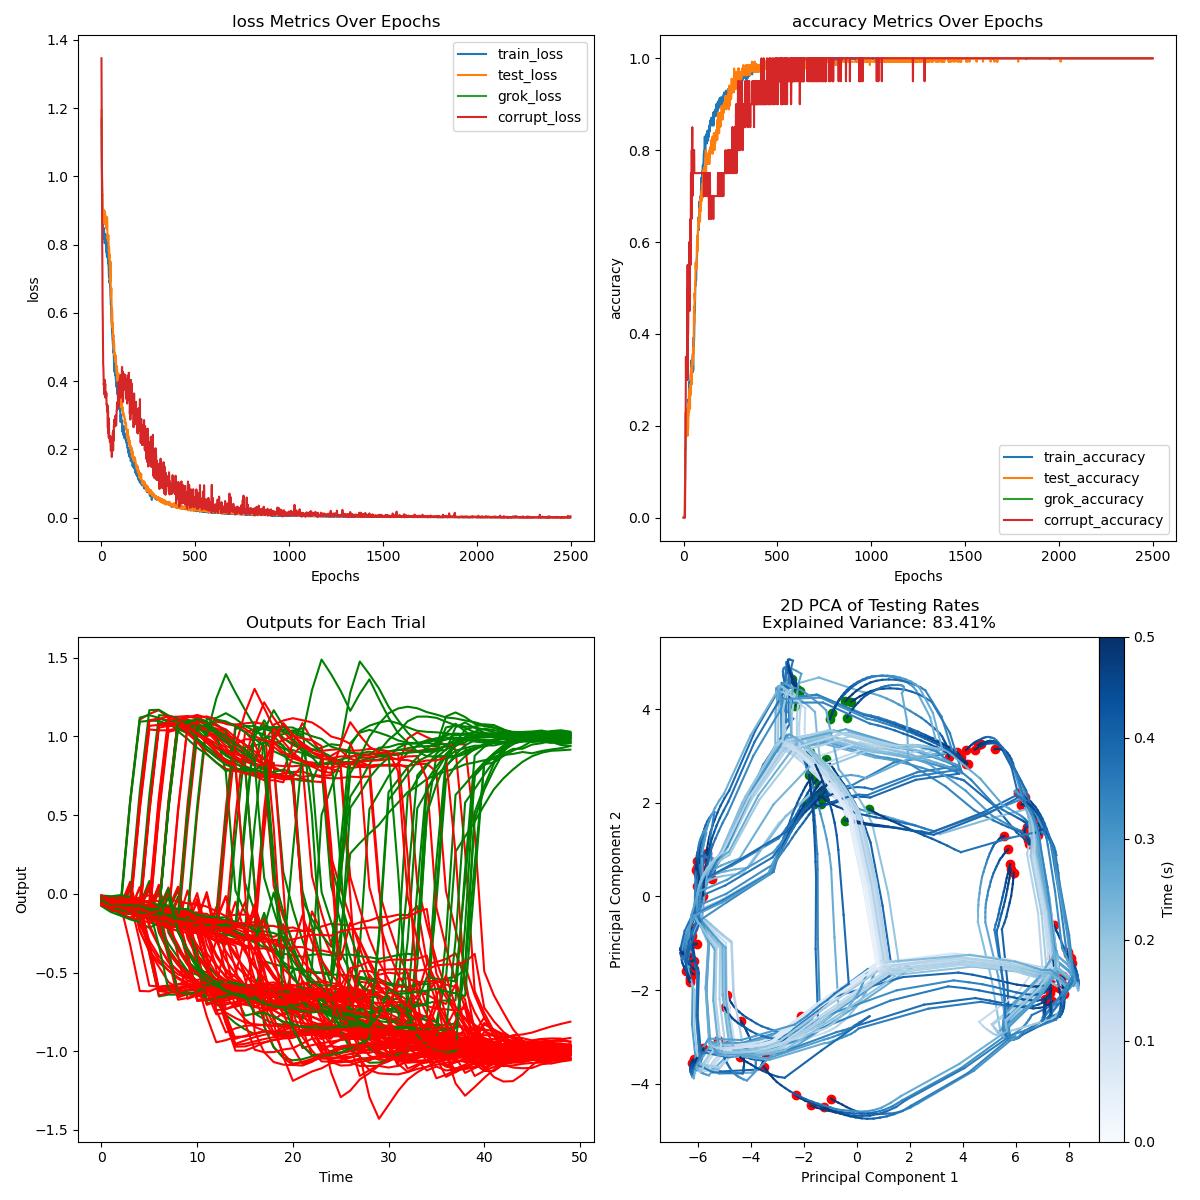 loss Metrics Over Epochs
1.4
1.2
1.0
0.8
0.6
0.4
0.2
0.0
loss
train_loss
test_loss
grok_loss
corrupt_loss
0
500
1000
1500
2000
2500
Epochs
accuracy Metrics Over Epochs
1.0
0.8
0.6
0.4
0.2
0.0
accuracy
train_accuracy
test_accuracy
grok_accuracy
corrupt_accuracy
0
500
1000
1500
2000
2500
Epochs
Outputs for Each Trial
1.5
1.0
0.5
0.0
−0.5
−1.0
−1.5
Output
0
10
20
30
40
50
Time
2D PCA of Testing Rates
Explained Variance: 83.41%
4
2
0
−2
−4
Principal Component 2
−6
−4
−2
0
2
4
6
8
Principal Component 1
0.5
0.4
0.3
0.2
0.1
0.0
Time (s)